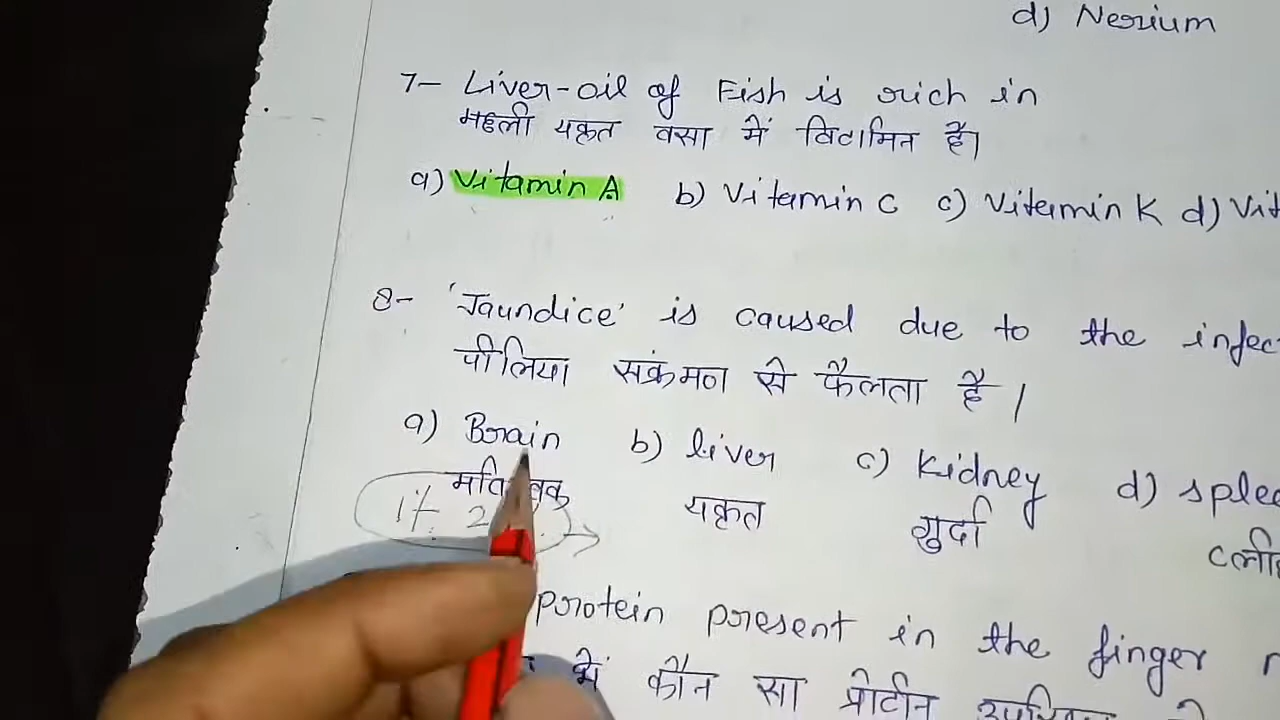 d) Nerium
7- Liver-oil of Fish is rich in
महली यकृत वसा में विटामिन है।
a) Vitamin A b) Vitamin C c) Vitamin K d) Vit
8- 'Jaundice' is caused due to the infec
पीलिया संक्रमण से फैलता है।
a) Brain b) liver c) Kidney d) splee
यकृत गुर्दा
protein present in the finger
में कौन सा प्रोटीन